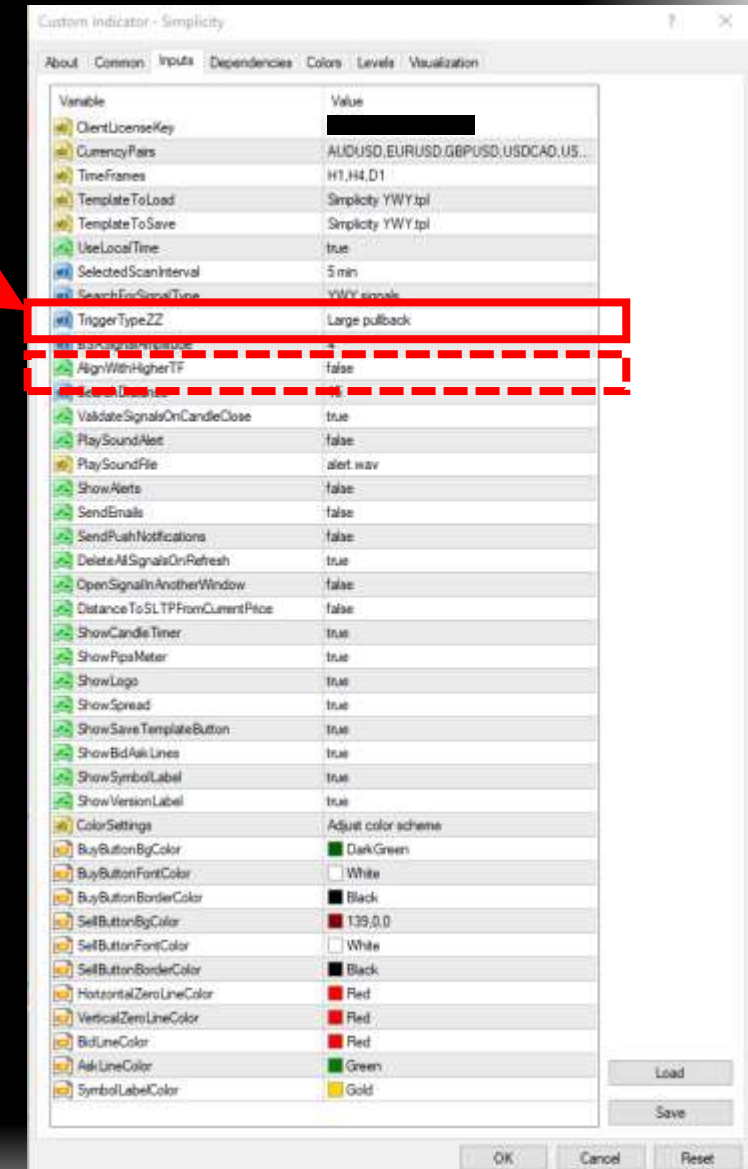 Custom Indicator - Simplicity ? ×
About Common Inputs Dependencies Colors Levels Visualization
Variable Value
ClientLicenseKey
CurrencyPairs AUDUSD,EURUSD,GBPUSD,USDCAD,US...
TimeFrames H1,H4,D1
TemplateToLoad Simplicity YWY.tpl
TemplateToSave Simplicity YWY.tpl
UseLocalTime true
SelectedScanInterval 5 min
SearchForSignalType YWY signals
TriggerTypeZZ Large pullback
AlignWithHigherTF false
ValidateSignalsOnCandleClose true
PlaySoundAlert false
PlaySoundFile alert.wav
ShowAlerts false
SendEmails false
SendPushNotifications false
DeleteAllSignalsOnRefresh true
OpenSignalInAnotherWindow false
DistanceToSLTPFromCurrentPrice false
ShowCandleTimer true
ShowPipsMeter true
ShowLogo true
ShowSpread true
ShowSaveTemplateButton true
ShowBidAskLines true
ShowSymbolLabel true
ShowVersionLabel true
ColorSettings Adjust color scheme
BuyButtonBgColor DarkGreen
BuyButtonFontColor White
BuyButtonBorderColor Black
SellButtonBgColor 139,0,0
SellButtonFontColor White
SellButtonBorderColor Black
HorizontalZeroLineColor Red
VerticalZeroLineColor Red
BidLineColor Red
AskLineColor Green
SymbolLabelColor Gold
Load
Save
OK Cancel Reset